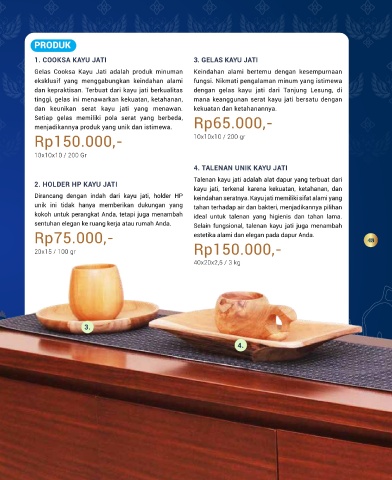 PRODUK
1. COOKSA KAYU JATI
Gelas Cooksa Kayu Jati adalah produk minuman
eksklusif yang menggabungkan keindahan alami
dan kepraktisan. Terbuat dari kayu jati berkualitas
tinggi, gelas ini menawarkan kekuatan, ketahanan,
dan keunikan serat kayu jati yang menawan.
Setiap gelas memiliki pola serat yang berbeda,
menjadikannya produk yang unik dan istimewa.
Rp150.000,-
10x10x10 / 200 Gr
2. HOLDER HP KAYU JATI
Dirancang dengan indah dari kayu jati, holder HP
unik ini tidak hanya memberikan dukungan yang
kokoh untuk perangkat Anda, tetapi juga menambah
sentuhan elegan ke ruang kerja atau rumah Anda.
Rp75.000,-
20x15 / 100 gr
3. GELAS KAYU JATI
Keindahan alami bertemu dengan kesempurnaan
fungsi. Nikmati pengalaman minum yang istimewa
dengan gelas kayu jati dari Tanjung Lesung, di
mana keanggunan serat kayu jati bersatu dengan
kekuatan dan ketahanannya.
Rp65.000,-
10x10x10 / 200 gr
4. TALENAN UNIK KAYU JATI
Talenan kayu jati adalah alat dapur yang terbuat dari
kayu jati, terkenal karena kekuatan, ketahanan, dan
keindahan seratnya. Kayu jati memiliki sifat alami yang
tahan terhadap air dan bakteri, menjadikannya pilihan
ideal untuk talenan yang higienis dan tahan lama.
Selain fungsional, talenan kayu jati juga menambah
estetika alami dan elegan pada dapur Anda.
Rp150.000,-
40x20x2,5 / 3 kg
3.
4.